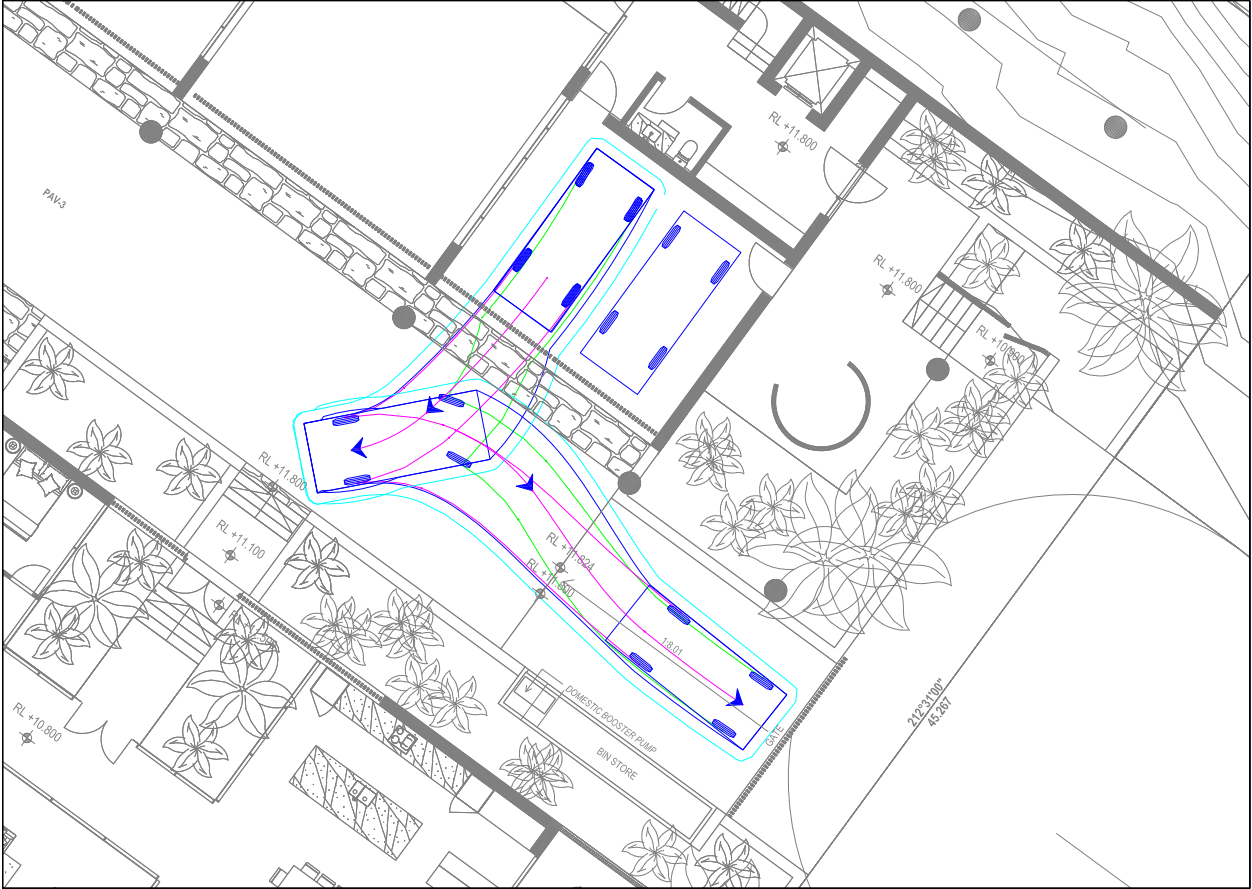 RL +11.800
PAV-3
RL +11.800
RL +10.900
RL +11.800
RL +11.100
RL +11.824
RL +11.600
1:8.01
DOMESTIC BOOSTER PUMP
BIN STORE
GATE
212°31'00"
45.267
RL +10.800